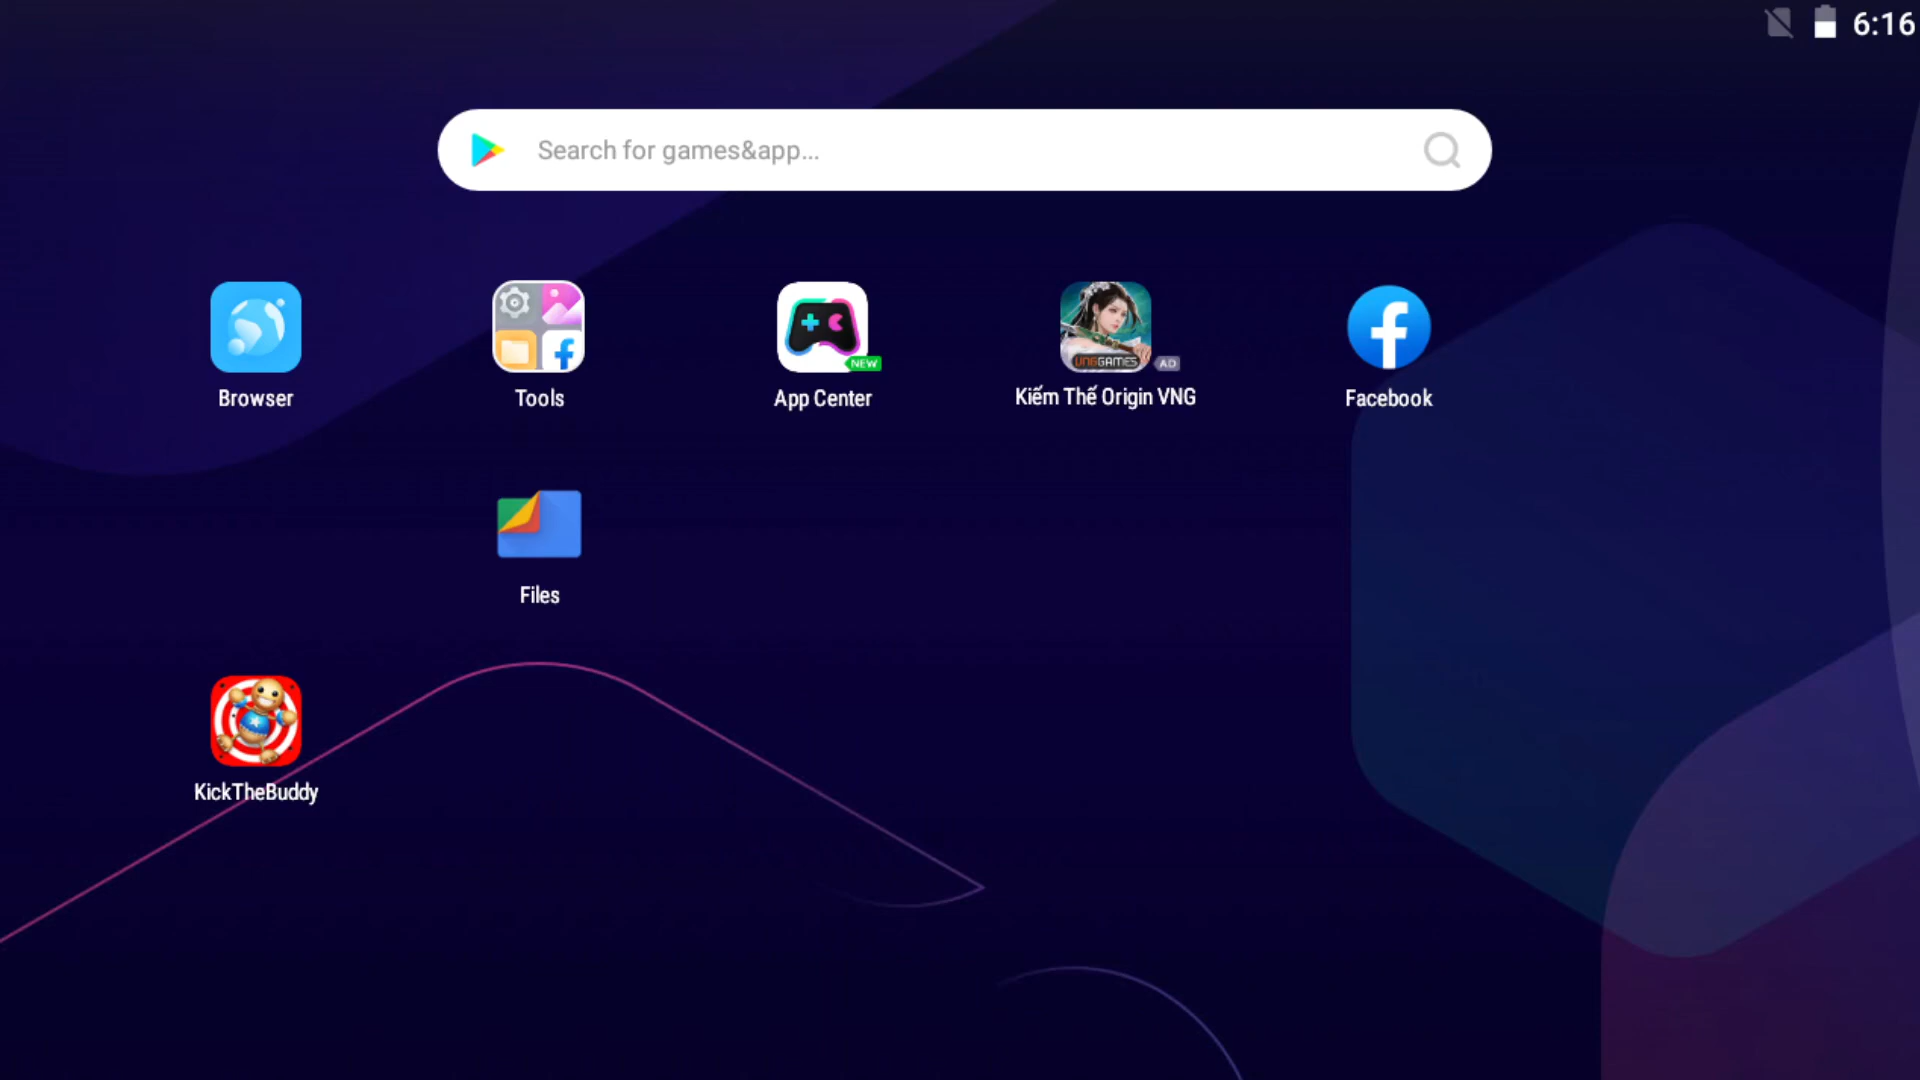 6:16
Search for games&app...
NEW
VNGGAMES
AD
Browser
Tools
App Center
Kiếm Thế Origin VNG
Facebook
Files
KickTheBuddy